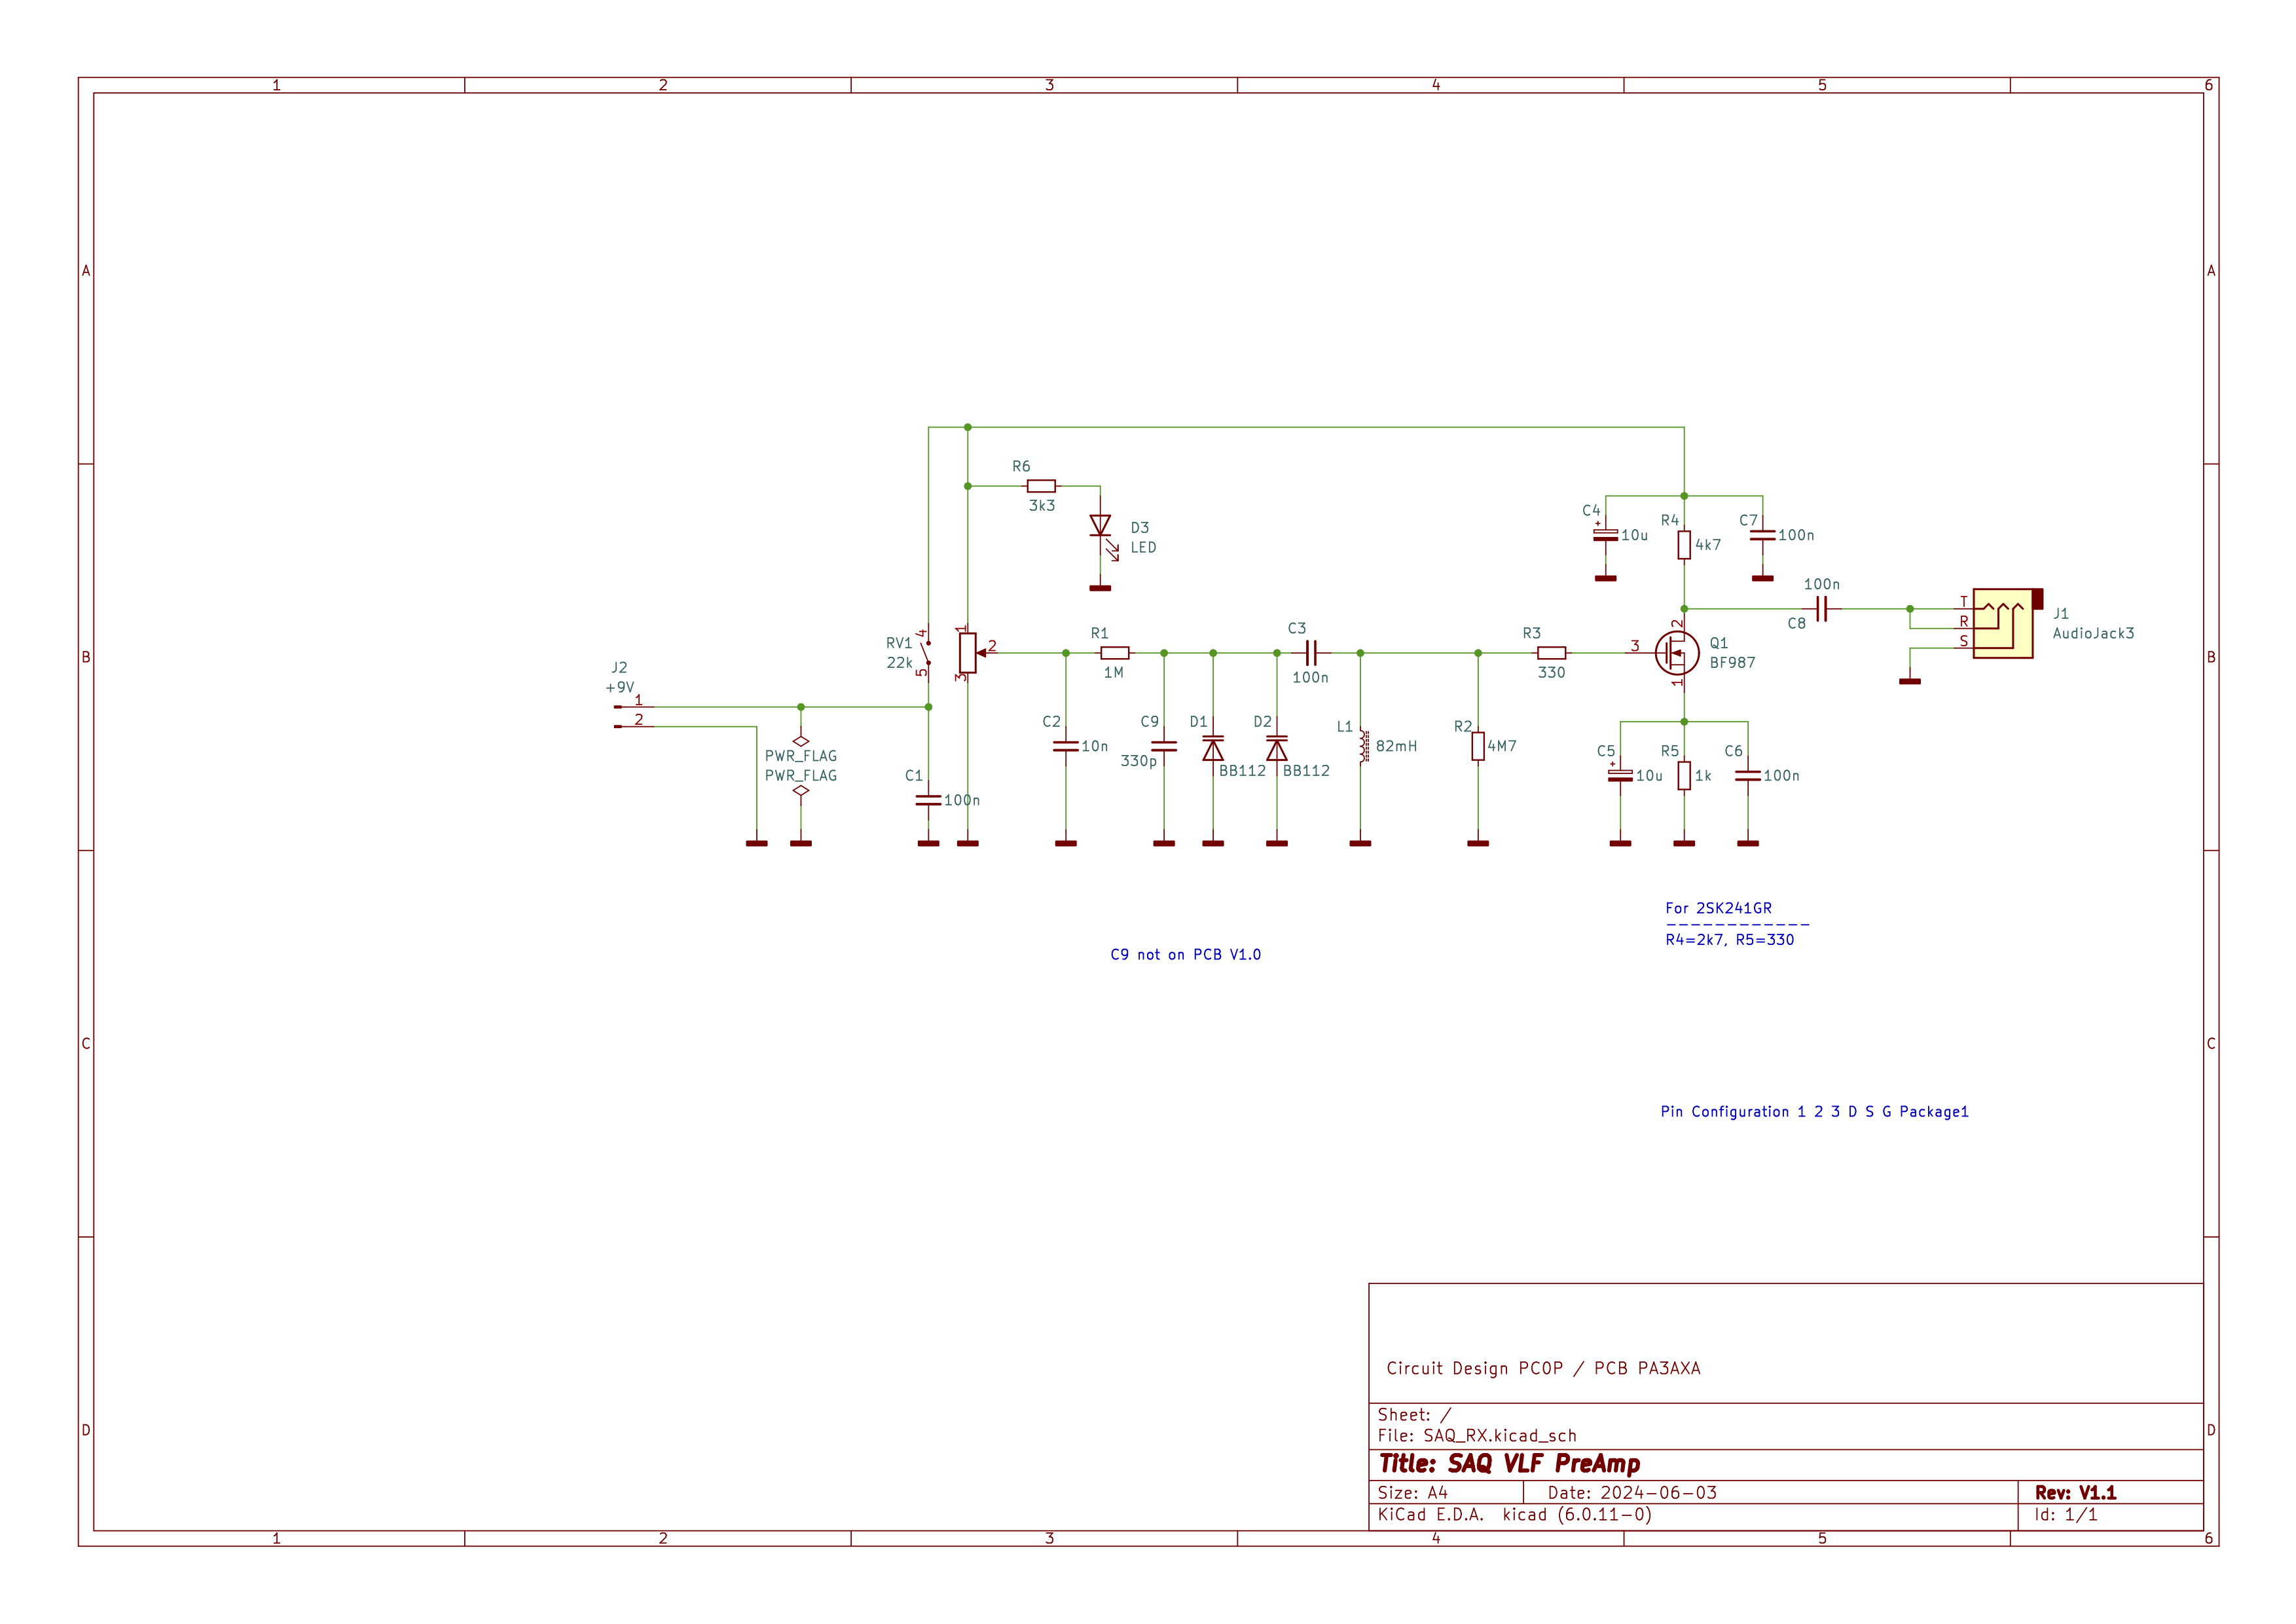 1 2 3 4 5 6
A A
R6
3k3
D3
LED
C4
10u
R4
4k7
C7
100n
100n
C8
T
R
S
J1
AudioJack3
RV1
22k
4
5
1
2
3
R1
1M
C3
100n
R3
330
3
2
1
Q1
BF987
B B
J2
+9V
1
2
PWR_FLAG
PWR_FLAG
C1
100n
C2
10n
C9
330p
D1
BB112
D2
BB112
L1
82mH
R2
4M7
C5
10u
R5
1k
C6
100n
For 2SK241GR
------------
R4=2k7, R5=330
C9 not on PCB V1.0
C C
Pin Configuration 1 2 3 D S G Package1
Circuit Design PC0P / PCB PA3AXA
Sheet: /
File: SAQ_RX.kicad_sch
D D
Title: SAQ VLF PreAmp
Size: A4 Date: 2024-06-03 Rev: V1.1
KiCad E.D.A. kicad (6.0.11-0) Id: 1/1
1 2 3 4 5 6